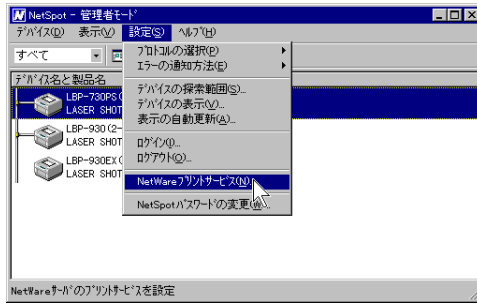 NetSpot - 管理者ﾓｰﾄﾞ
ﾃﾞﾊﾞｲｽ(D) 表示(V) 設定(S) ﾍﾙﾌﾟ(H)
すべて
ﾌﾟﾛﾄｺﾙの選択(P)
ｴﾗｰの通知方法(E)
ﾃﾞﾊﾞｲｽの探索範囲(S)...
ﾃﾞﾊﾞｲｽの表示(V)...
表示の自動更新(A)...
ﾛｸﾞｲﾝ(I)...
ﾛｸﾞｱｳﾄ(O)...
NetWareﾌﾟﾘﾝﾄｻｰﾋﾞｽ(N)...
NetSpotﾊﾟｽﾜｰﾄﾞの変更
ﾃﾞﾊﾞｲｽ名と製品名
LBP-730PS(
LASER SHOT
LBP-930(2-
LASER SHOT
LBP-930EX(
LASER SHOT
NetWareｻｰﾊﾞのﾌﾟﾘﾝﾄｻｰﾋﾞｽを設定